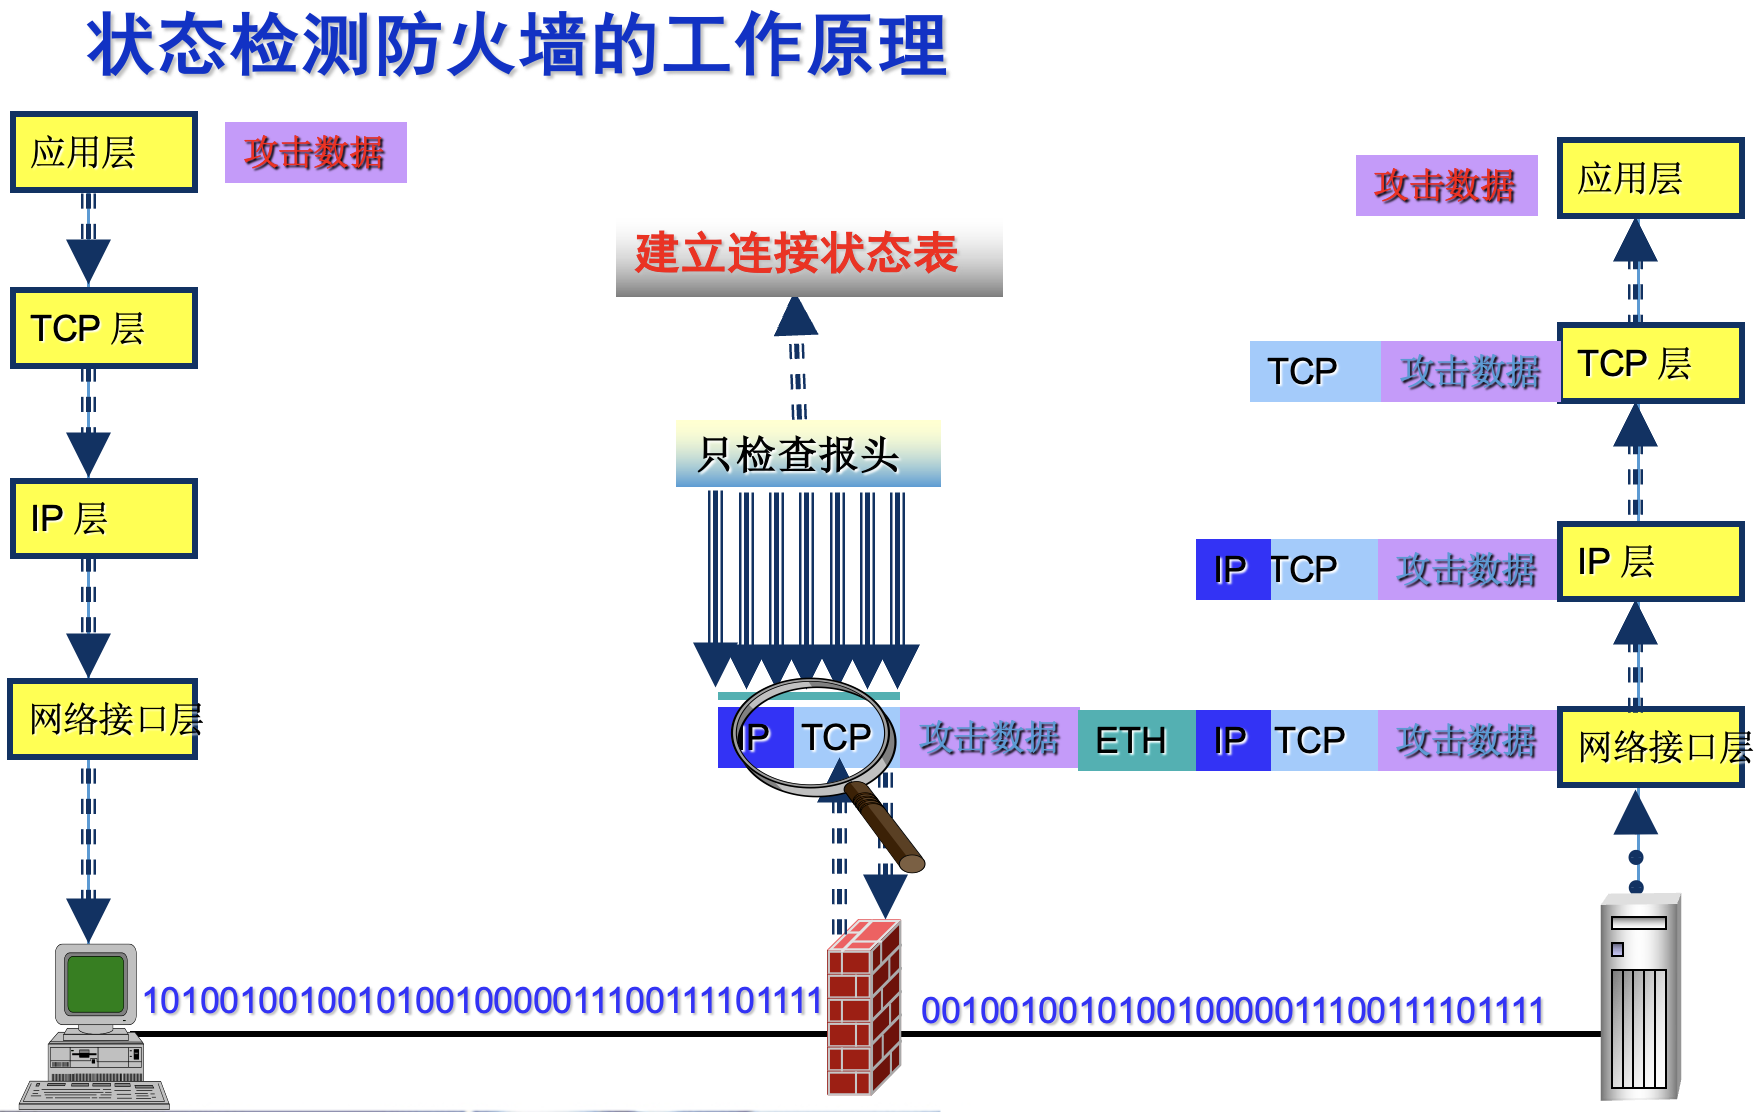 状态检测防火墙的工作原理
应用层
攻击数据
TCP 层
IP 层
网络接口层
建立连接状态表
只检查报头
IP TCP 攻击数据
攻击数据 应用层
TCP 攻击数据 TCP 层
IP TCP 攻击数据 IP 层
ETH IP TCP 攻击数据 网络接口层
101001001001010010000011100111101111
001001001010010000011100111101111